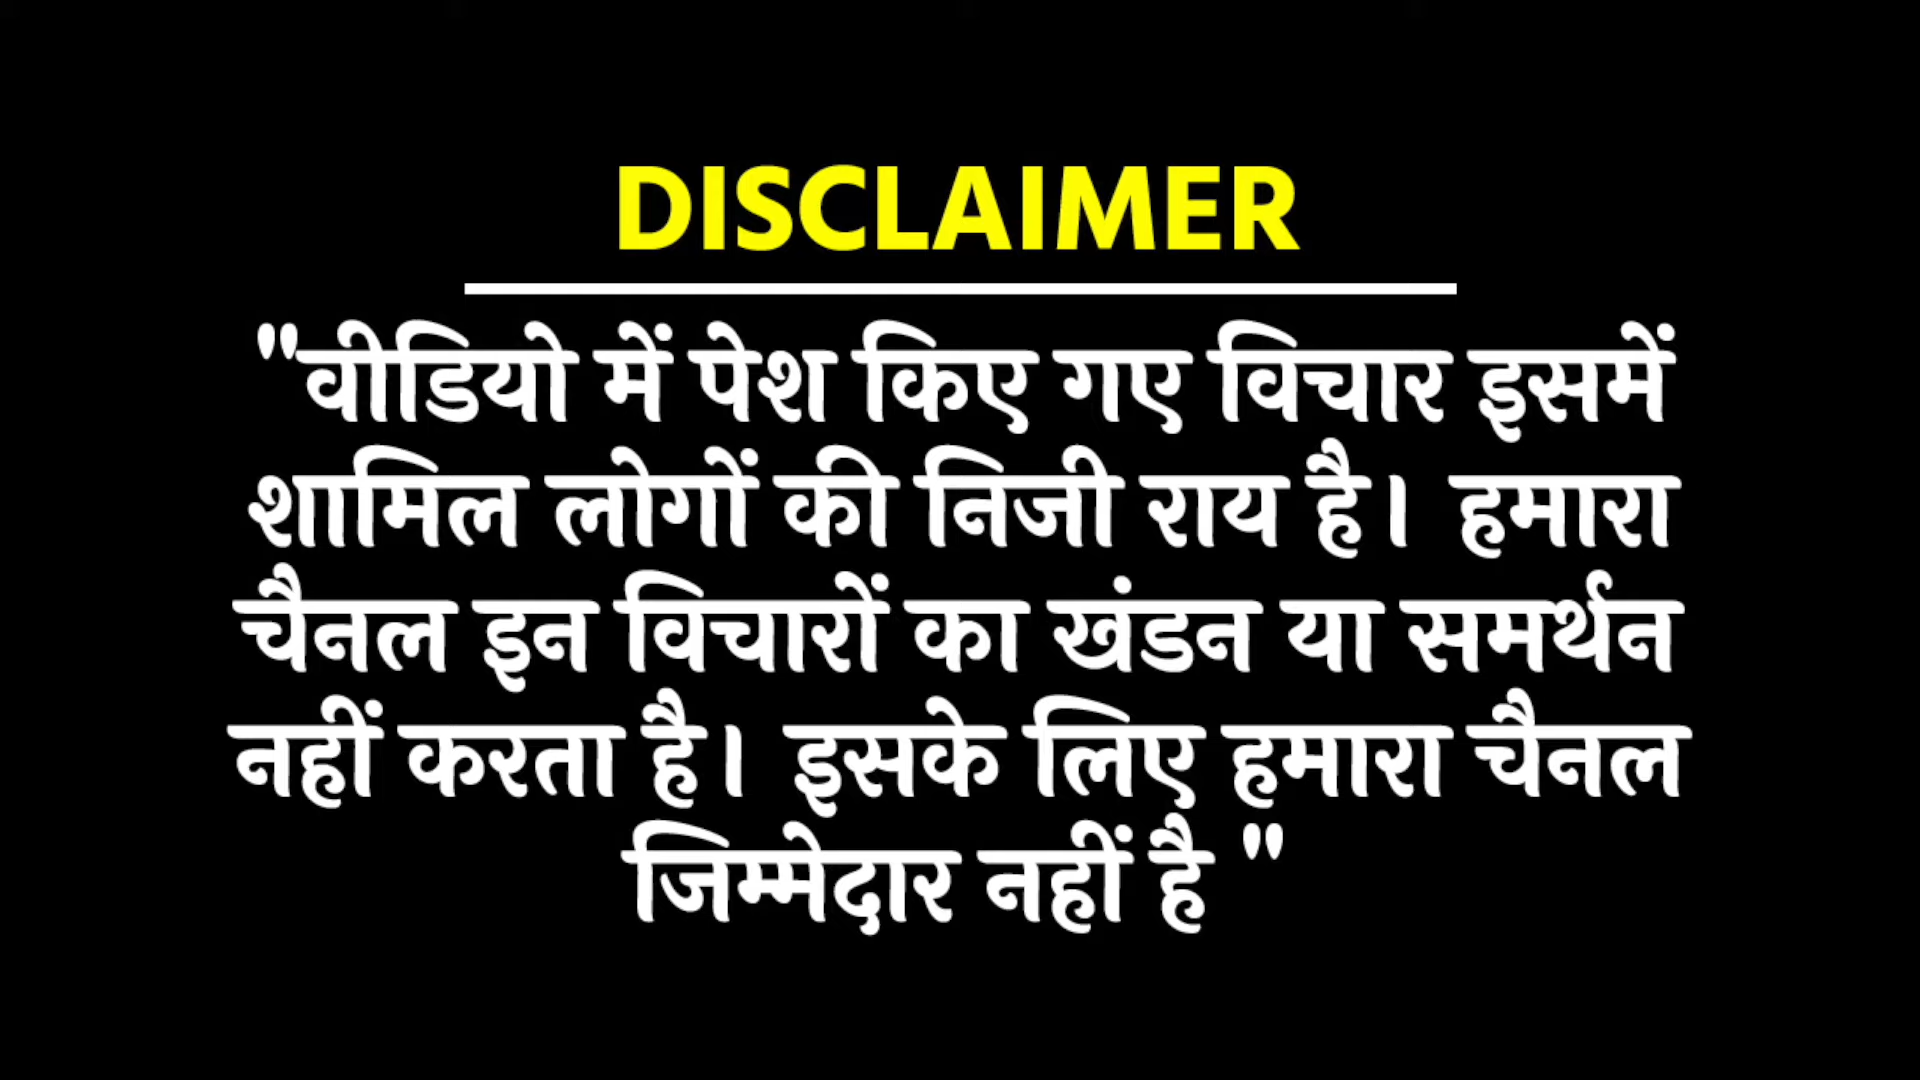 DISCLAIMER
"वीडियो में पेश किए गए विचार इसमें
शामिल लोगों की निजी राय है। हमारा
चैनल इन विचारों का खंडन या समर्थन
नहीं करता है। इसके लिए हमारा चैनल
जिम्मेदार नहीं है "